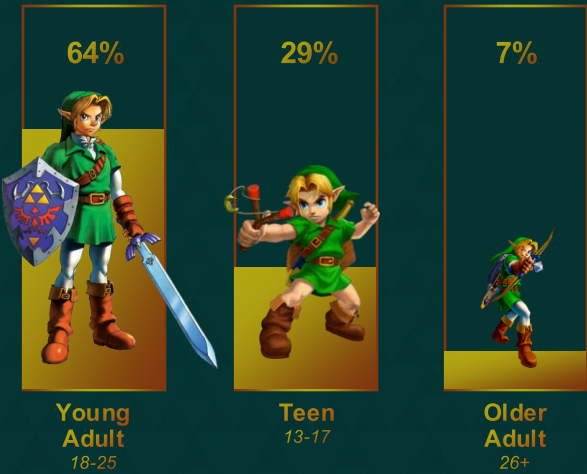 64%
29%
7%
Young
Adult
18-25
Teen
13-17
Older
Adult
26+